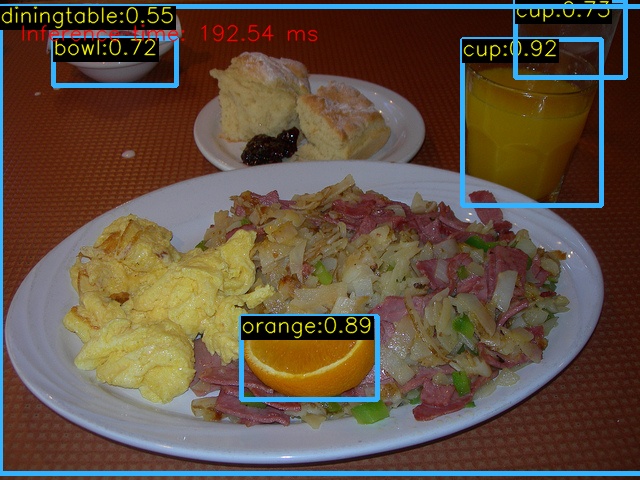 diningtable:0.55
cup:0.73
Inference time: 192.54 ms
bowl:0.72
cup:0.92
orange:0.89